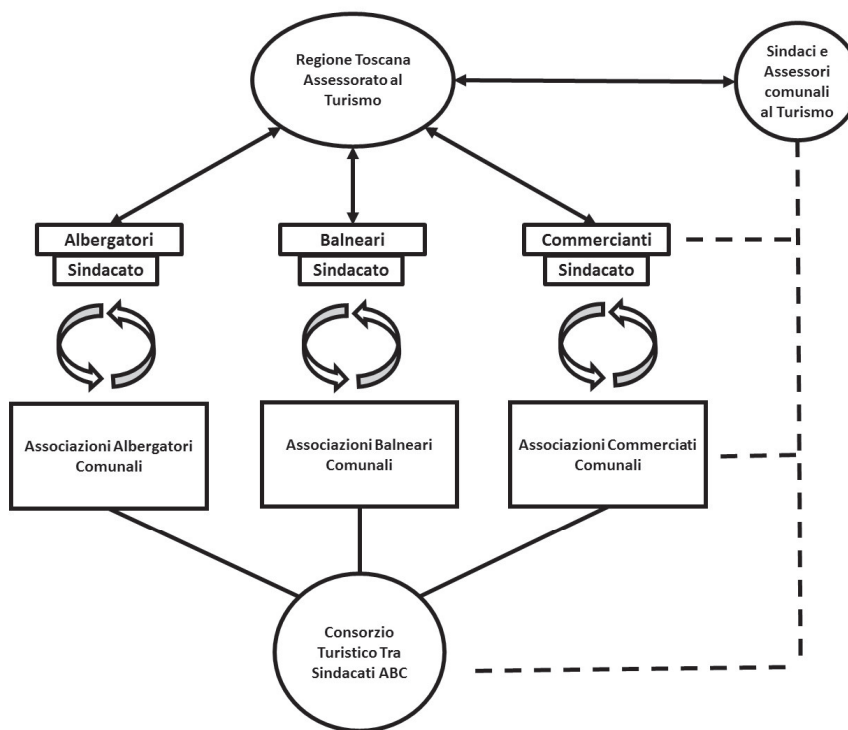 Regione Toscana
Assessorato al
Turismo
Sindaci e
Assessori
comunali
al Turismo
Albergatori
Sindacato
Balneari
Sindacato
Commercianti
Sindacato
Associazioni Albergatori
Comunali
Associazioni Balneari
Comunali
Associazioni Commerciati
Comunali
Consorzio
Turistico Tra
Sindacati ABC